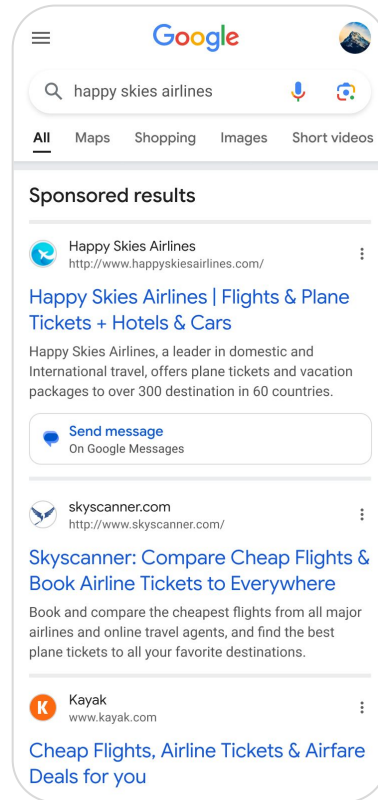 Google
happy skies airlines
All Maps Shopping Images Short videos
Sponsored results
Happy Skies Airlines
http://www.happyskiesairlines.com/
Happy Skies Airlines | Flights & Plane
Tickets + Hotels & Cars
Happy Skies Airlines, a leader in domestic and
International travel, offers plane tickets and vacation
packages to over 300 destination in 60 countries.
Send message
On Google Messages
skyscanner.com
http://www.skyscanner.com/
Skyscanner: Compare Cheap Flights &
Book Airline Tickets to Everywhere
Book and compare the cheapest flights from all major
airlines and online travel agents, and find the best
plane tickets to all your favorite destinations.
K
Kayak
www.kayak.com
Cheap Flights, Airline Tickets & Airfare
Deals for you